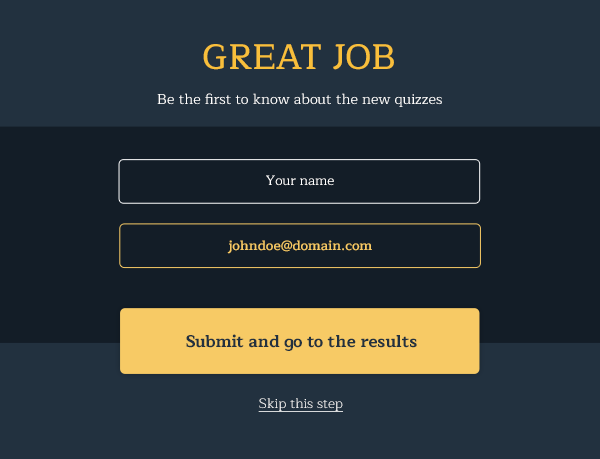 GREAT JOB
Be the first to know about the new quizzes
Your name
johndoe@domain.com
Submit and go to the results
Skip this step